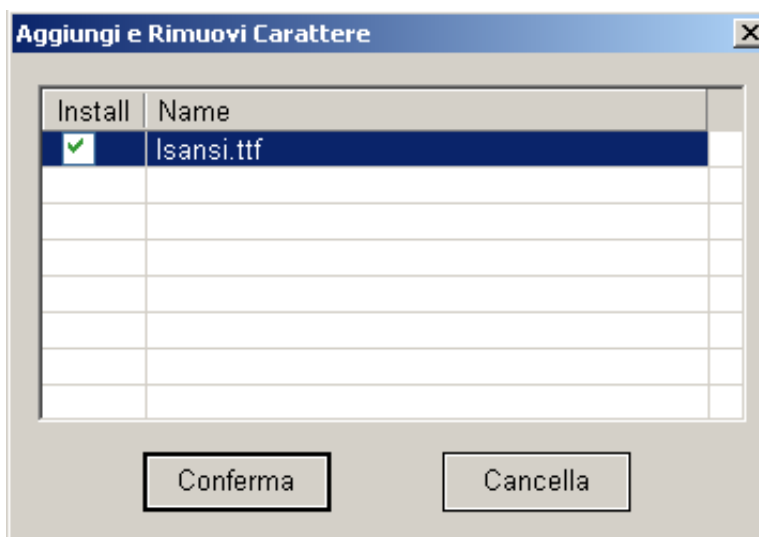 Aggiungi e Rimuovi Carattere
Install Name
lsansi.ttf
Conferma Cancella